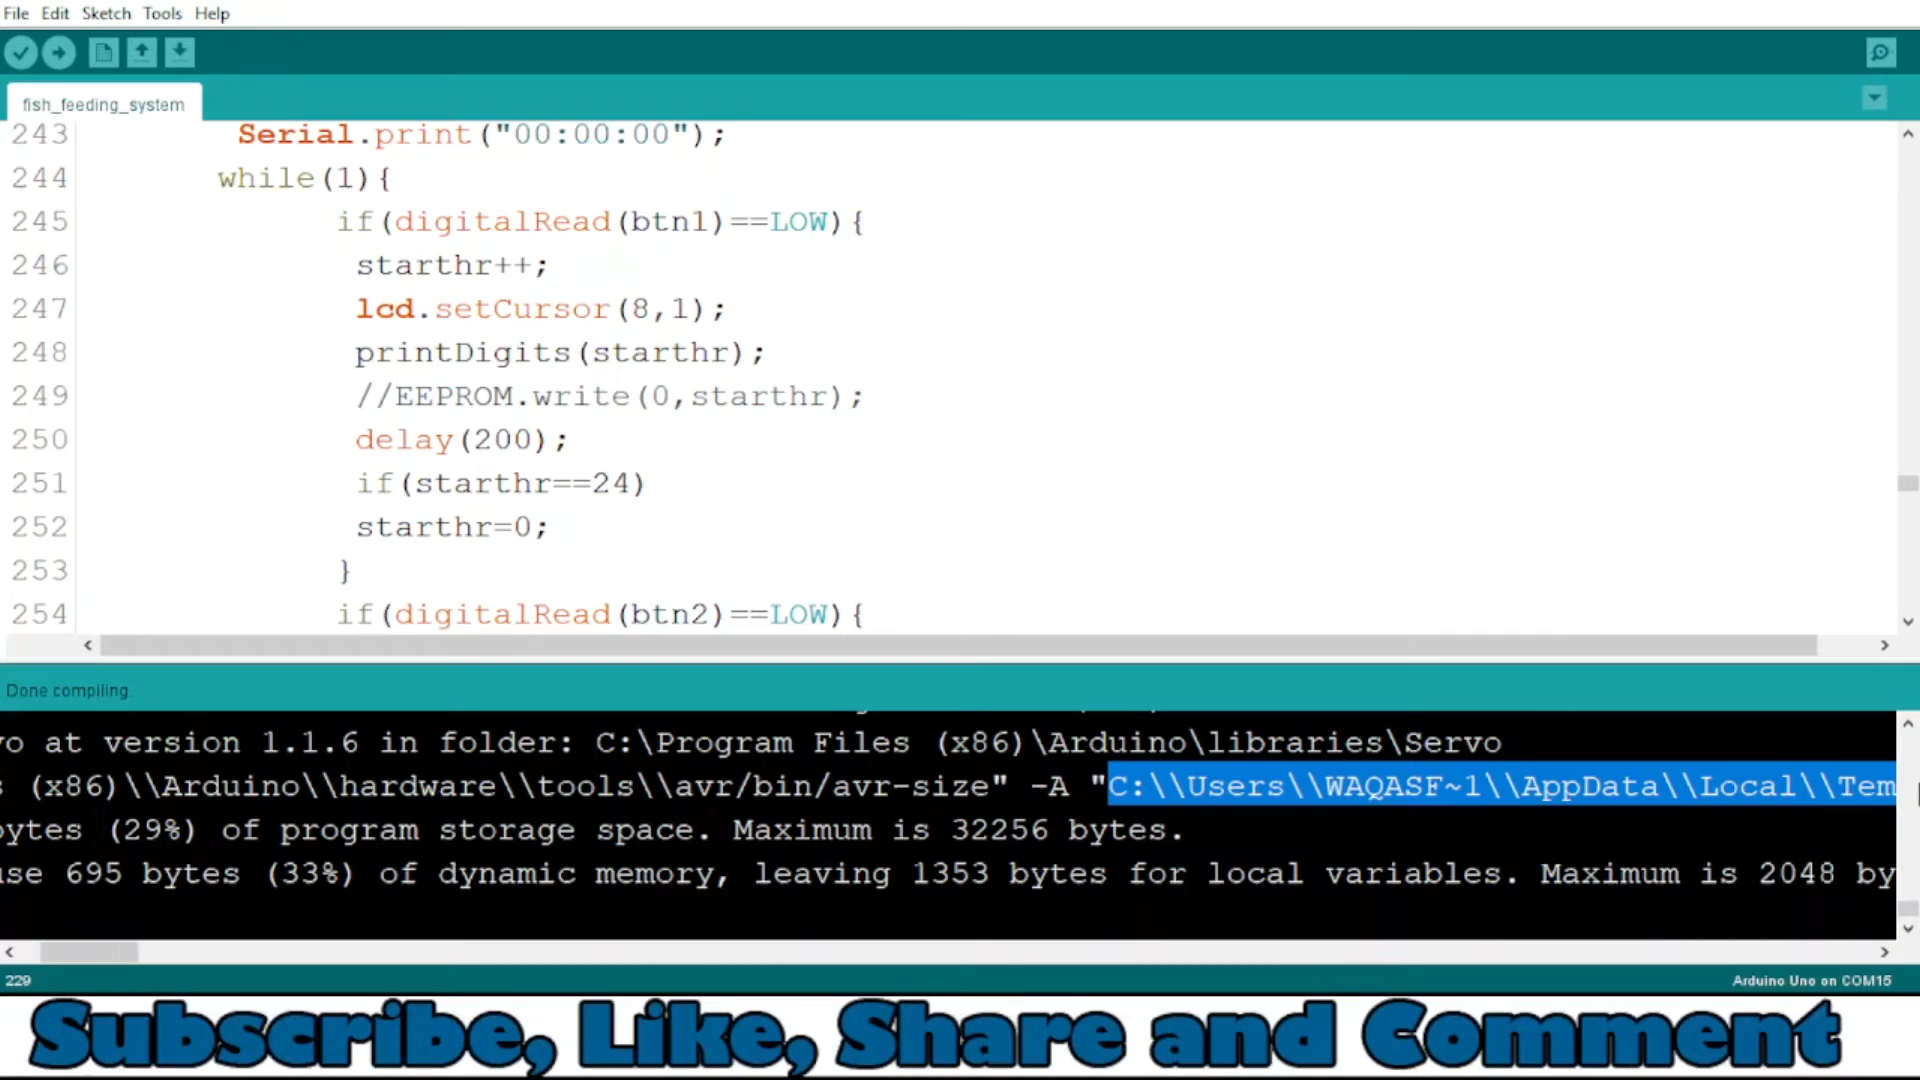 File Edit Sketch Tools Help
fish_feeding_system
243 Serial.print("00:00:00");
244 while(1){
245 if(digitalRead(btn1)==LOW){
246 starthr++;
247 lcd.setCursor(8,1);
248 printDigits(starthr);
249 //EEPROM.write(0,starthr);
250 delay(200);
251 if(starthr==24)
252 starthr=0;
253 }
254 if(digitalRead(btn2)==LOW){
Done compiling.
vo at version 1.1.6 in folder: C:\Program Files (x86)\Arduino\libraries\Servo
s (x86)\\Arduino\\hardware\\tools\\avr/bin/avr-size" -A "C:\\Users\\WAQASF~1\\AppData\\Local\\Tem
bytes (29%) of program storage space. Maximum is 32256 bytes.
use 695 bytes (33%) of dynamic memory, leaving 1353 bytes for local variables. Maximum is 2048 by
229 Arduino Uno on COM15
Subscribe, Like, Share and Comment